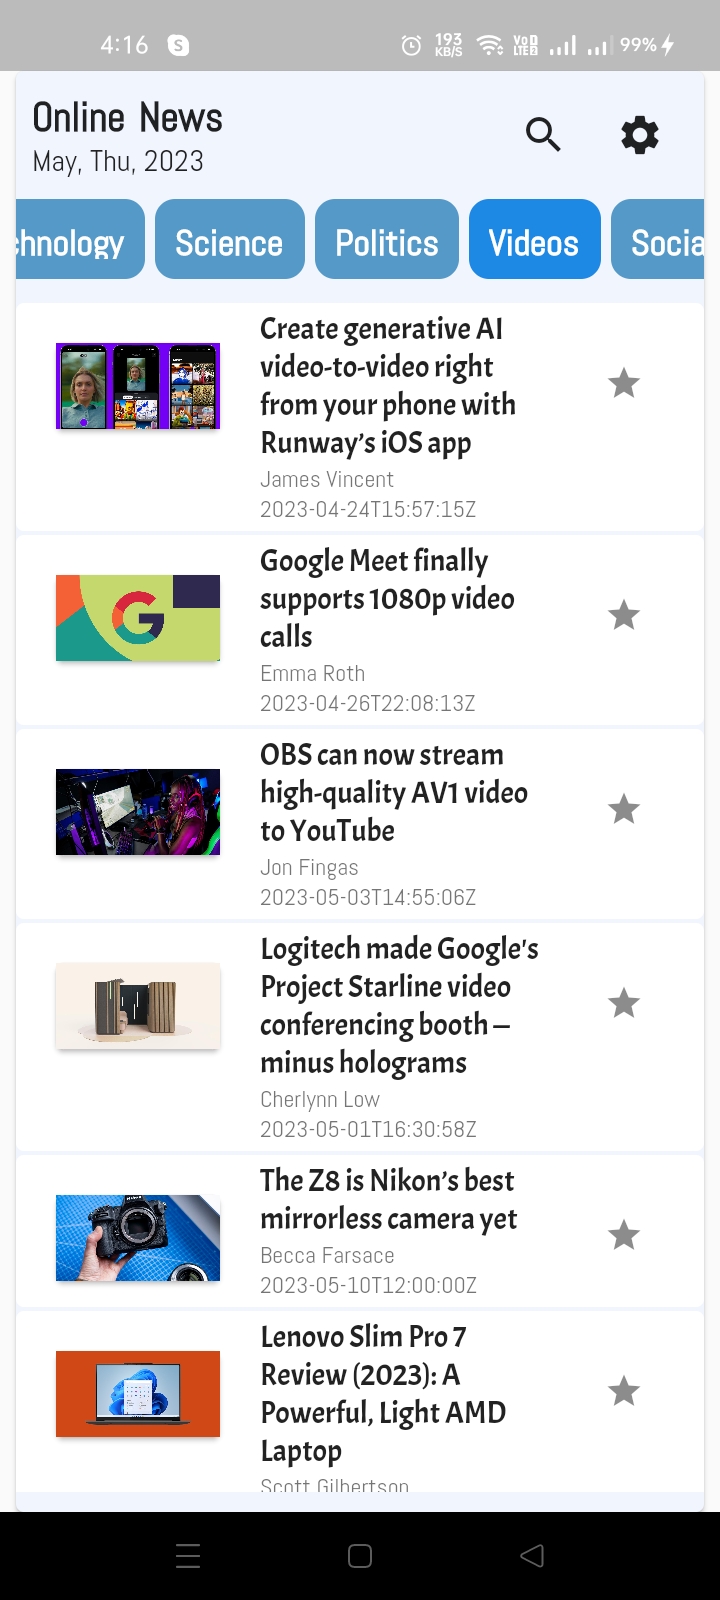 4:16
193
KB/S
VoD
LTE2
99%
Online News
May, Thu, 2023
chnology
Science
Politics
Videos
Socia
Create generative AI
video-to-video right
from your phone with
Runway’s iOS app
James Vincent
2023-04-24T15:57:15Z
Google Meet finally
supports 1080p video
calls
Emma Roth
2023-04-26T22:08:13Z
OBS can now stream
high-quality AV1 video
to YouTube
Jon Fingas
2023-05-03T14:55:06Z
Logitech made Google's
Project Starline video
conferencing booth —
minus holograms
Cherlynn Low
2023-05-01T16:30:58Z
The Z8 is Nikon’s best
mirrorless camera yet
Becca Farsace
2023-05-10T12:00:00Z
Lenovo Slim Pro 7
Review (2023): A
Powerful, Light AMD
Laptop
Scott Gilbertson